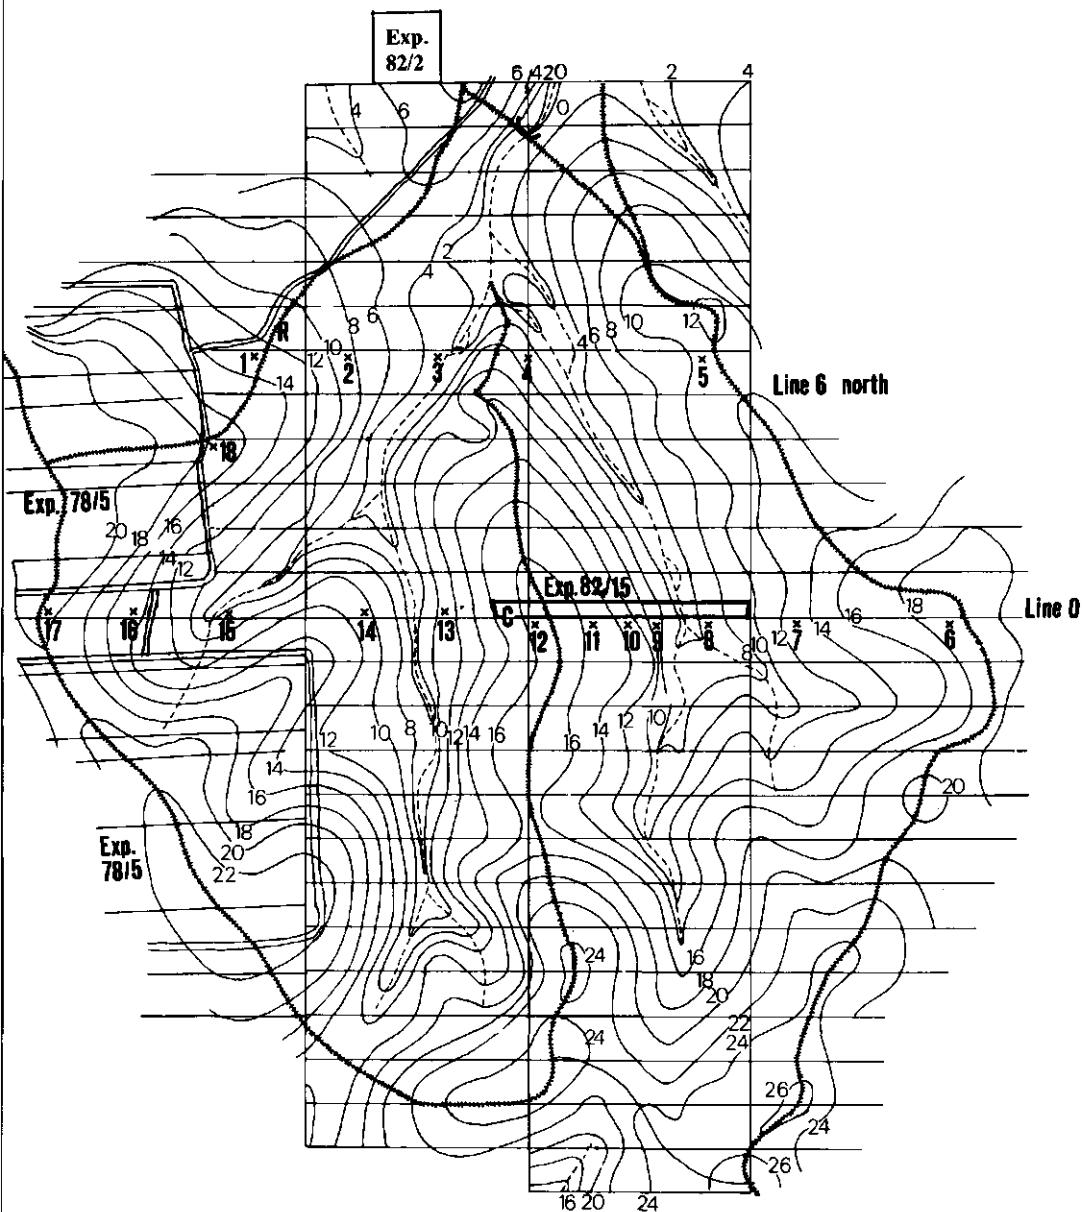 Exp.
82/2
6 4 2 0 2 4
4 6 0
2
4
R 8 6 4 6 8 10 12
1 12 10 2 3 4 5
14 Line 6 north
18
Exp. 78/5
20 18 16
14 12
Exp. 82/15
17 16 15 14 13 C 12 11 10 9 8 7 14 16 18 6 Line 0
8 10 12
12 10 8 10 12 14 16 16 14 12 10
14
16 20
18
20
22
Exp.
78/5
24 16
18
20
22
24 24
26
24
26
16 20 24